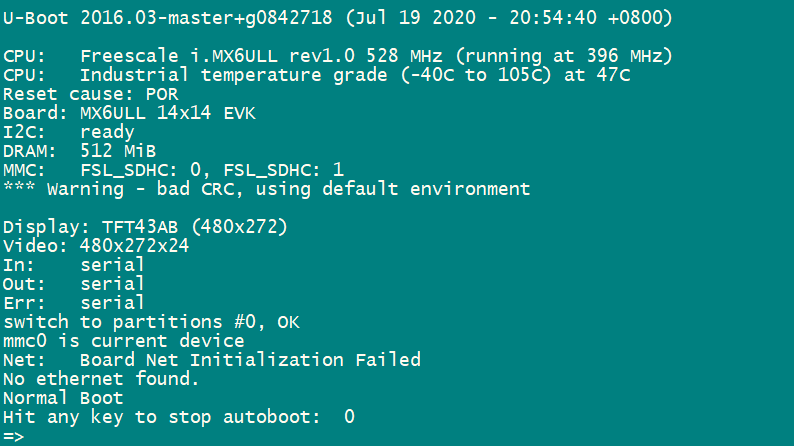 U-Boot 2016.03-master+g0842718 (Jul 19 2020 - 20:54:40 +0800)
CPU:   Freescale i.MX6ULL rev1.0 528 MHz (running at 396 MHz)
CPU:   Industrial temperature grade (-40C to 105C) at 47C
Reset cause: POR
Board: MX6ULL 14x14 EVK
I2C:   ready
DRAM:  512 MiB
MMC:   FSL_SDHC: 0, FSL_SDHC: 1
*** Warning - bad CRC, using default environment
Display: TFT43AB (480x272)
Video: 480x272x24
In:    serial
Out:   serial
Err:   serial
switch to partitions #0, OK
mmc0 is current device
Net:   Board Net Initialization Failed
No ethernet found.
Normal Boot
Hit any key to stop autoboot:  0
=>